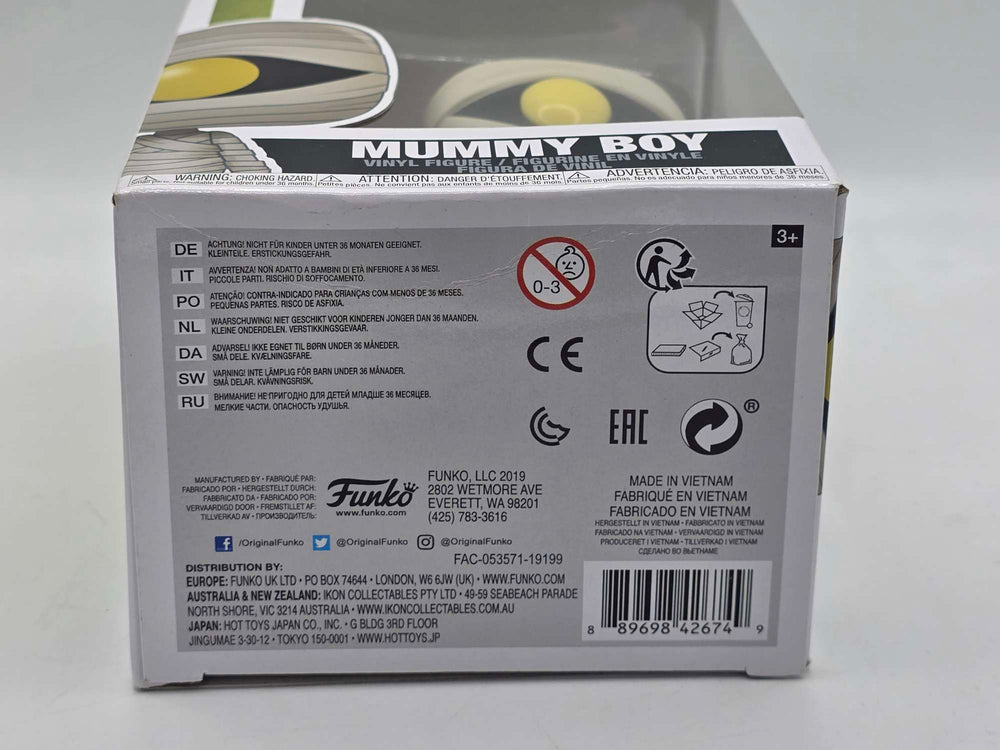 MUMMY BOY
VINYL FIGURE / FIGURINE EN VINYLE
FIGURA DE VINIL
WARNING: CHOKING HAZARD.
Not suitable for children under 36 months.
ATTENTION: DANGER D'ÉTOUFFEMENT.
Petites pièces. Ne convient pas aux enfants de moins de 36 mois.
ADVERTENCIA: PELIGRO DE ASFIXIA.
Partes pequeñas. No es adecuado para niños menores de 36 meses.
3+
DE ACHTUNG! NICHT FÜR KINDER UNTER 36 MONATEN GEEIGNET.
KLEINTEILE. ERSTICKUNGSGEFAHR.
IT AVVERTENZA! NON ADATTO A BAMBINI DI ETÀ INFERIORE A 36 MESI.
PICCOLE PARTI. RISCHIO DI SOFFOCAMENTO.
PO ATENÇÃO! CONTRA-INDICADO PARA CRIANÇAS COM MENOS DE 36 MESES.
PEQUENAS PARTES. RISCO DE ASFIXIA.
NL WAARSCHUWING! NIET GESCHIKT VOOR KINDEREN JONGER DAN 36 MAANDEN.
KLEINE ONDERDELEN. VERSTIKKINGSGEVAAR.
DA ADVARSEL! IKKE EGNET TIL BØRN UNDER 36 MÅNEDER.
SMÅ DELE. KVÆLNINGSFARE.
SW VARNING! INTE LÄMPLIG FÖR BARN UNDER 36 MÅNADER.
SMÅ DELAR. KVÄVNINGSRISK.
RU ВНИМАНИЕ! НЕ ПРИГОДНО ДЛЯ ДЕТЕЙ МЛАДШЕ 36 МЕСЯЦЕВ.
МЕЛКИЕ ЧАСТИ. ОПАСНОСТЬ УДУШЬЯ.
0-3
CE
EAC
®
MANUFACTURED BY • FABRIQUÉ PAR:
FABRICADO POR • HERGESTELLT DURCH:
FABBRICATO DA • FABRICADO POR:
VERVAARDIGD DOOR • FREMSTILLET AF:
TILLVERKAD AV • ПРОИЗВОДИТЕЛЬ:
Funko
www.funko.com
FUNKO, LLC 2019
2802 WETMORE AVE
EVERETT, WA 98201
(425) 783-3616
MADE IN VIETNAM
FABRIQUÉ EN VIETNAM
FABRICADO EN VIETNAM
HERGESTELLT IN VIETNAM • FABBRICATO IN VIETNAM
FABRICADO NA VIETNAM • VERVAARDIGD IN VIETNAM
PRODUCERET I VIETNAM • TILLVERKAD I VIETNAM
СДЕЛАНО ВО ВЬЕТНАМЕ
/OriginalFunko @OriginalFunko @OriginalFunko
FAC-053571-19199
DISTRIBUTION BY:
EUROPE: FUNKO UK LTD • PO BOX 74644 • LONDON, W6 6JW (UK) • WWW.FUNKO.COM
AUSTRALIA & NEW ZEALAND: IKON COLLECTABLES PTY LTD • 49-59 SEABEACH PARADE
NORTH SHORE, VIC 3214 AUSTRALIA • WWW.IKONCOLLECTABLES.COM.AU
JAPAN: HOT TOYS JAPAN CO., INC. • G BLDG 3RD FLOOR
JINGUMAE 3-30-12 • TOKYO 150-0001 • WWW.HOTTOYS.JP
8 89698 42674 9